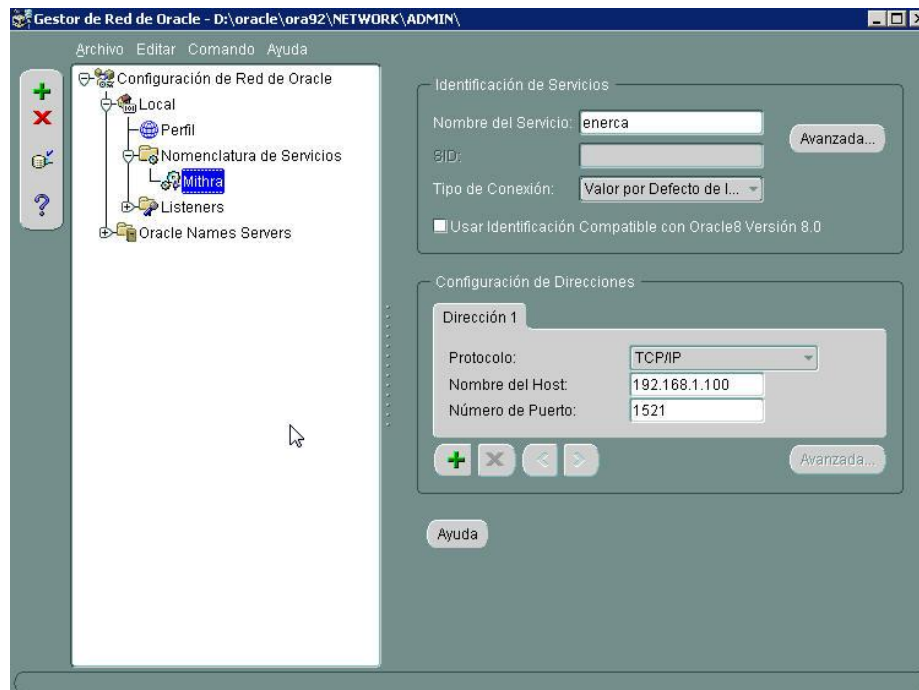 Gestor de Red de Oracle - D:\oracle\ora92\NETWORK\ADMIN\
Archivo Editar Comando Ayuda
Configuración de Red de Oracle
Local
Perfil
Nomenclatura de Servicios
Mithra
Listeners
Oracle Names Servers
Identificación de Servicios
Nombre del Servicio: enerca
Avanzada...
SID:
Tipo de Conexión: Valor por Defecto de l...
Usar Identificación Compatible con Oracle8 Versión 8.0
Configuración de Direcciones
Dirección 1
Protocolo: TCP/IP
Nombre del Host: 192.168.1.100
Número de Puerto: 1521
Avanzada...
Ayuda